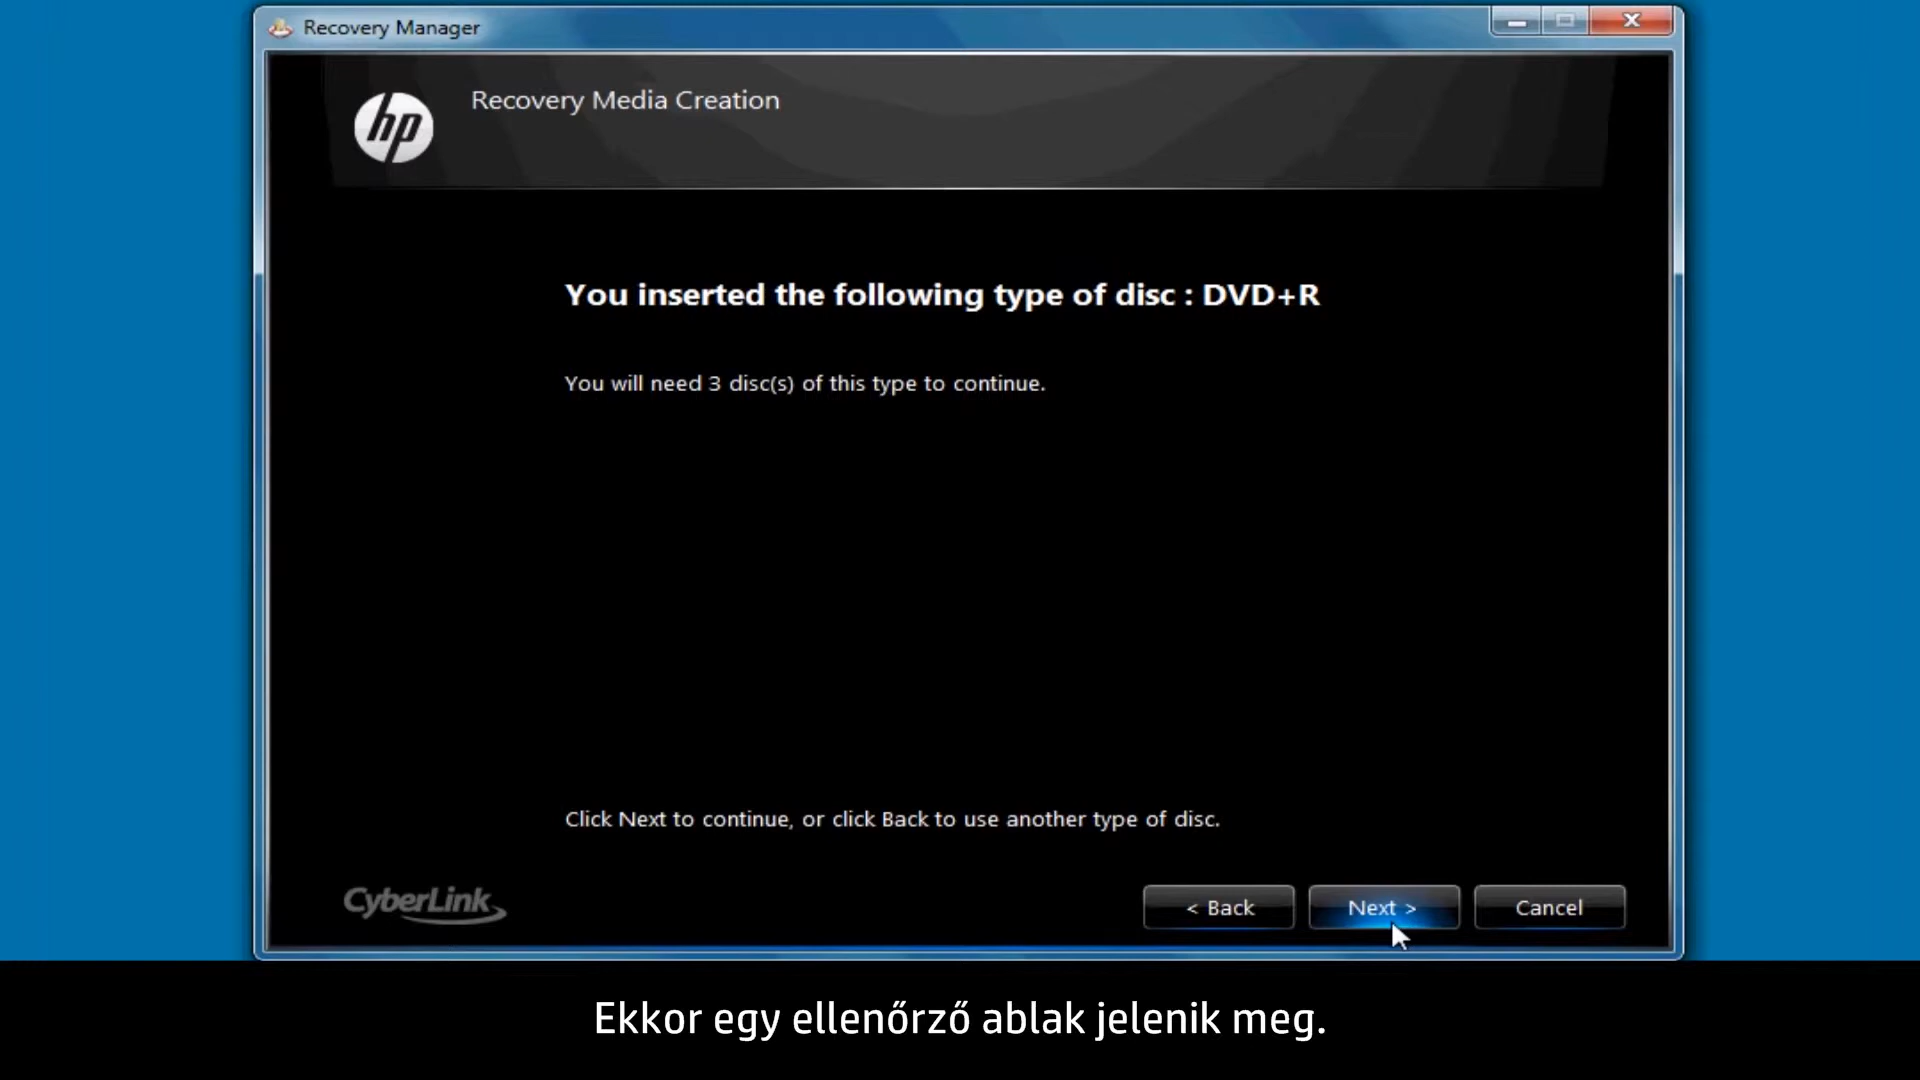 Recovery Manager
hp
Recovery Media Creation
You inserted the following type of disc : DVD+R
You will need 3 disc(s) of this type to continue.
Click Next to continue, or click Back to use another type of disc.
CyberLink
< Back
Next >
Cancel
Ekkor egy ellenőrző ablak jelenik meg.